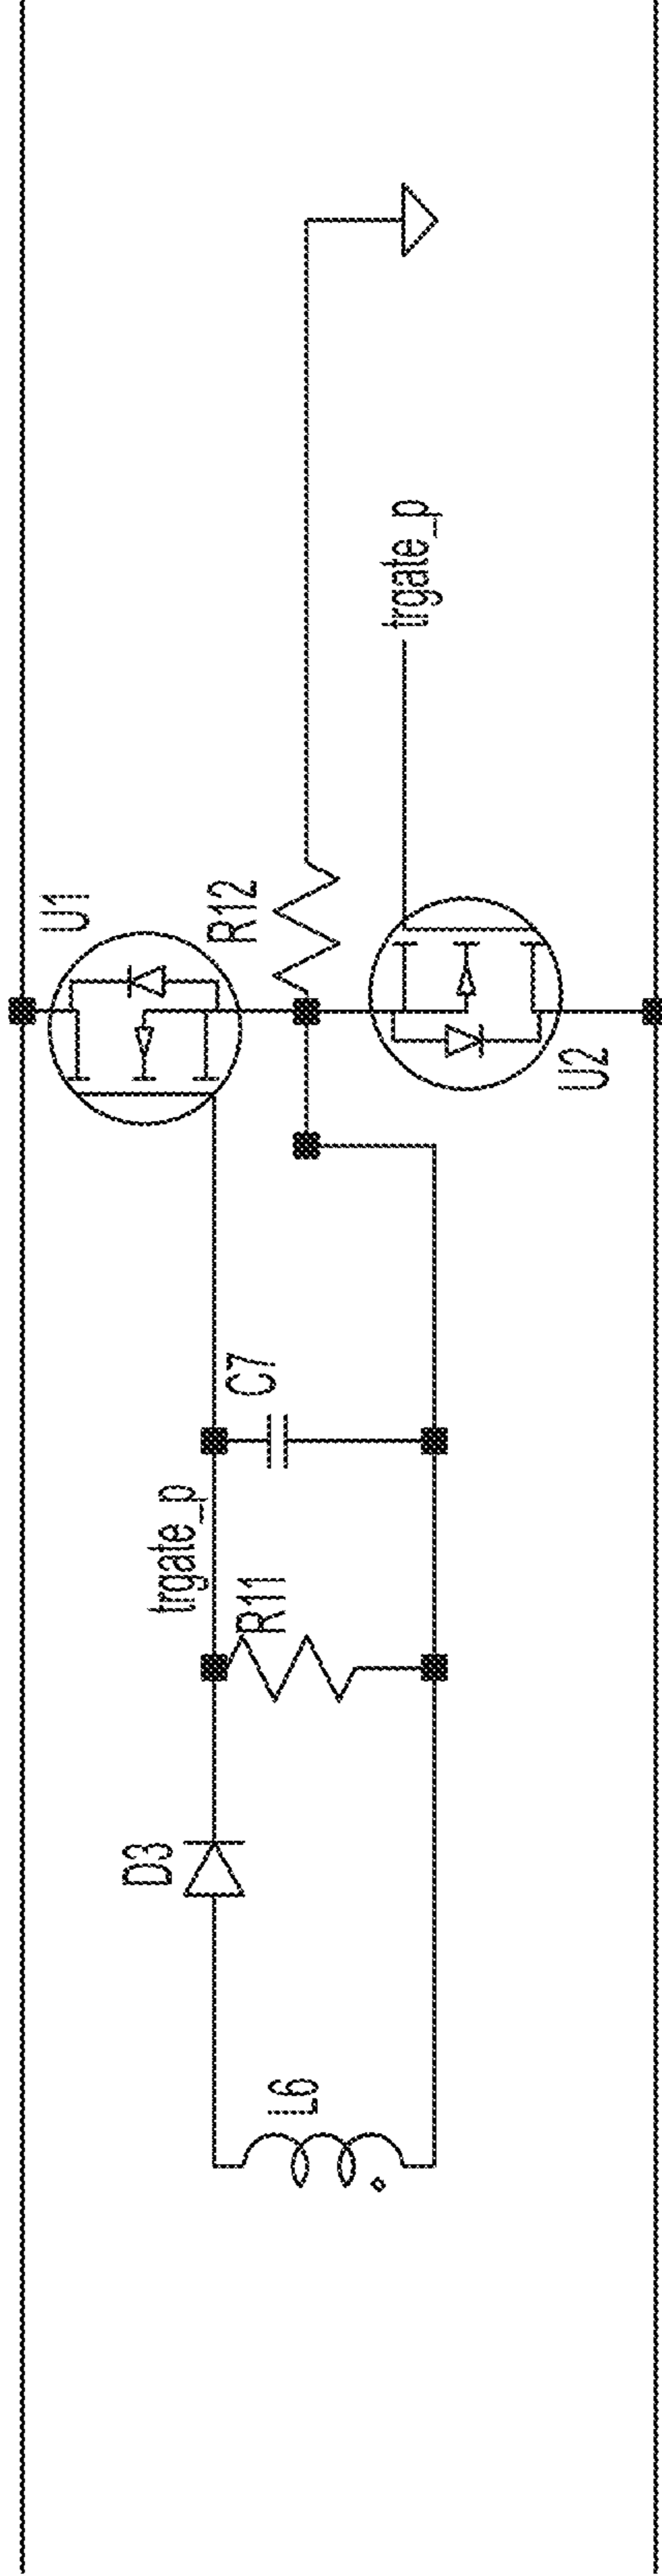 U1
R12
trgate_p
U2
C7
trgate_p
R11
D3
L6